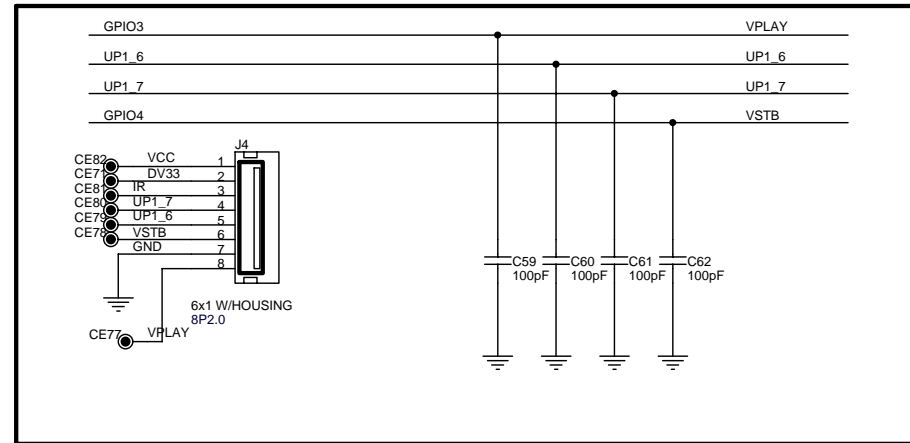 GPIO3 VPLAY
UP1_6 UP1_6
UP1_7 UP1_7
GPIO4 VSTB
J4
CE82 VCC 1
CE71 DV33 2
CE81 IR 3
CE80 UP1_7 4
CE79 UP1_6 5
CE78 VSTB 6
GND 7
8
C59 C60 C61 C62
100pF 100pF 100pF 100pF
6x1 W/HOUSING
8P2.0
CE77 VPLAY